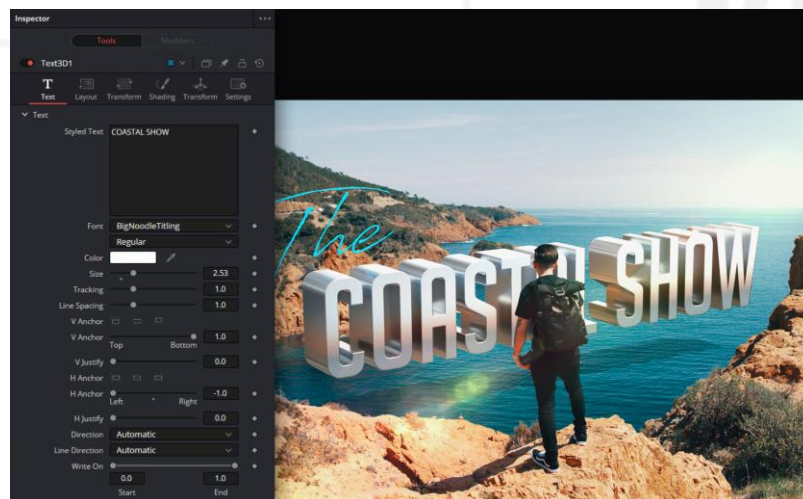 Inspector
Tools Modifiers
Text3D1
Text Layout Transform Shading Transform Settings
Text
Styled Text COASTAL SHOW
Font BigNoodleTitling
Regular
Color
Size 2.53
Tracking 1.0
Line Spacing 1.0
V Anchor
V Anchor 1.0
Top Bottom
V Justify 0.0
H Anchor
H Anchor -1.0
Left Right
H Justify 0.0
Direction Automatic
Line Direction Automatic
Write On
0.0 1.0
Start End
The
COASTAL SHOW